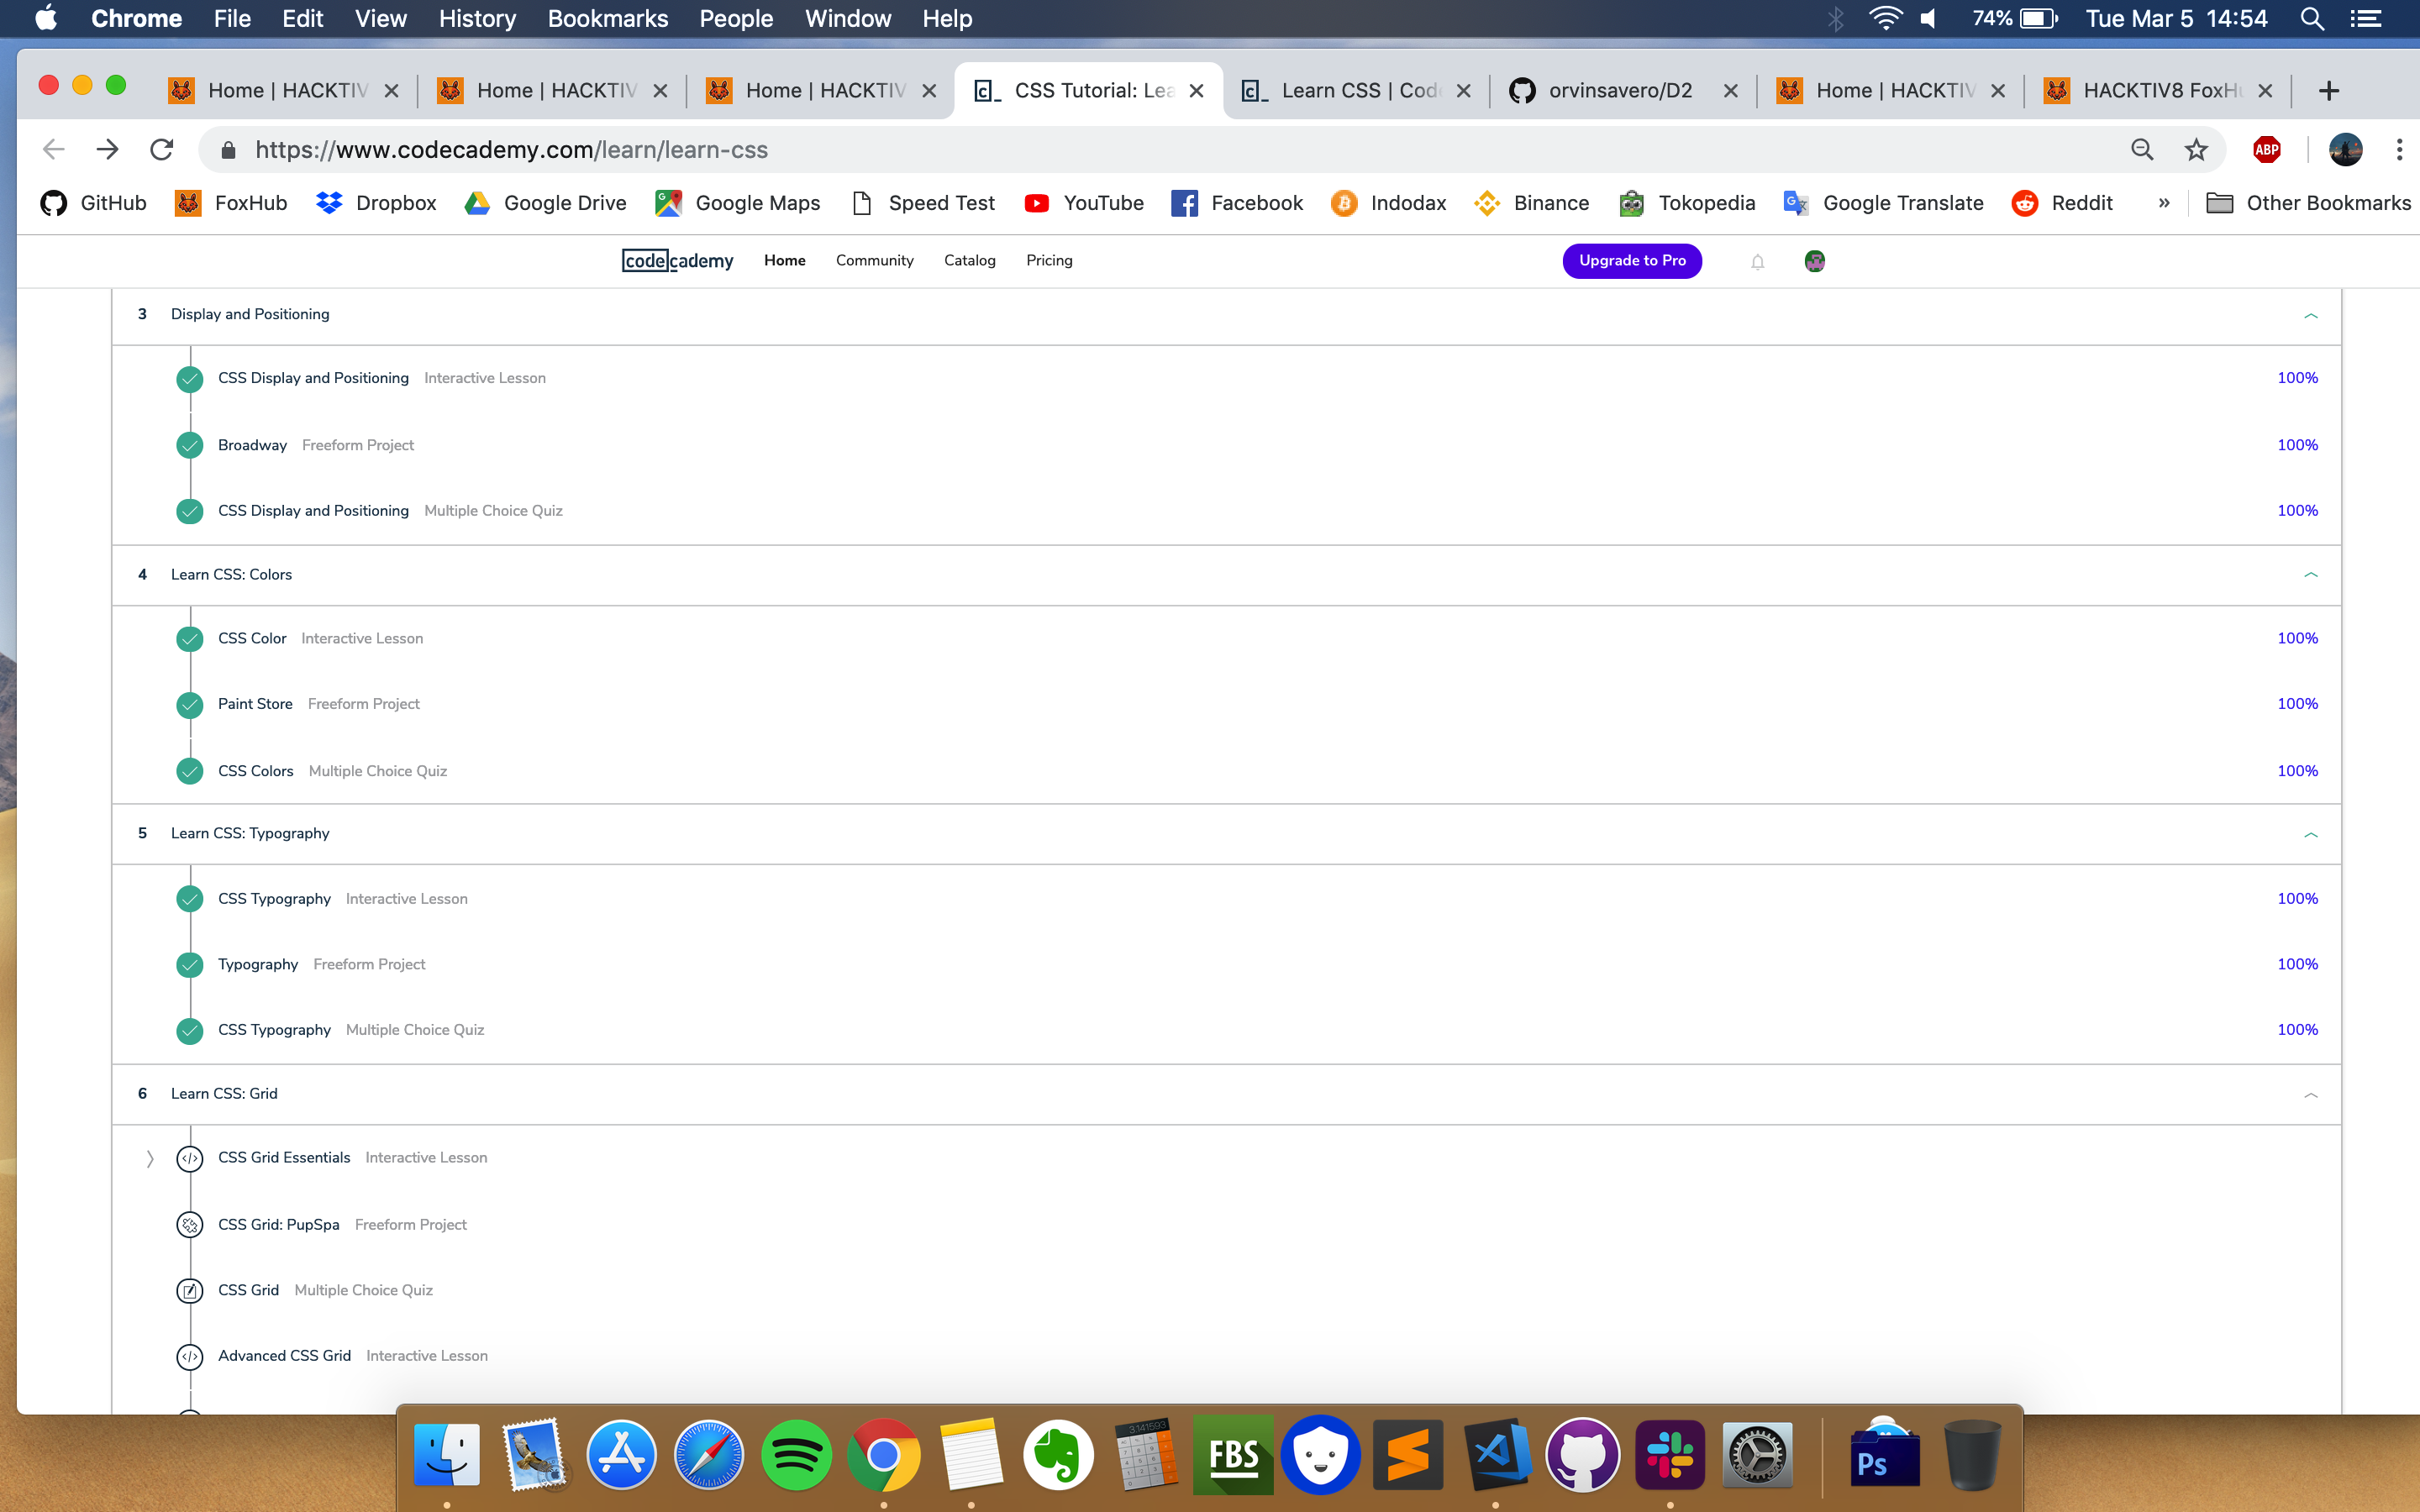 Chrome File Edit View History Bookmarks People Window Help 74% Tue Mar 5 14:54
Home | HACKTIV Home | HACKTIV Home | HACKTIV CSS Tutorial: Lea Learn CSS | Cod orvinsavero/D2 Home | HACKTIV HACKTIV8 FoxH
https://www.codecademy.com/learn/learn-css ABP
GitHub FoxHub Dropbox Google Drive Google Maps Speed Test YouTube Facebook Indodax Binance Tokopedia Google Translate Reddit » Other Bookmarks
codecademy Home Community Catalog Pricing Upgrade to Pro
3 Display and Positioning
CSS Display and Positioning Interactive Lesson 100%
Broadway Freeform Project 100%
CSS Display and Positioning Multiple Choice Quiz 100%
4 Learn CSS: Colors
CSS Color Interactive Lesson 100%
Paint Store Freeform Project 100%
CSS Colors Multiple Choice Quiz 100%
5 Learn CSS: Typography
CSS Typography Interactive Lesson 100%
Typography Freeform Project 100%
CSS Typography Multiple Choice Quiz 100%
6 Learn CSS: Grid
CSS Grid Essentials Interactive Lesson
CSS Grid: PupSpa Freeform Project
CSS Grid Multiple Choice Quiz
Advanced CSS Grid Interactive Lesson
3.141593
FBS
Ps